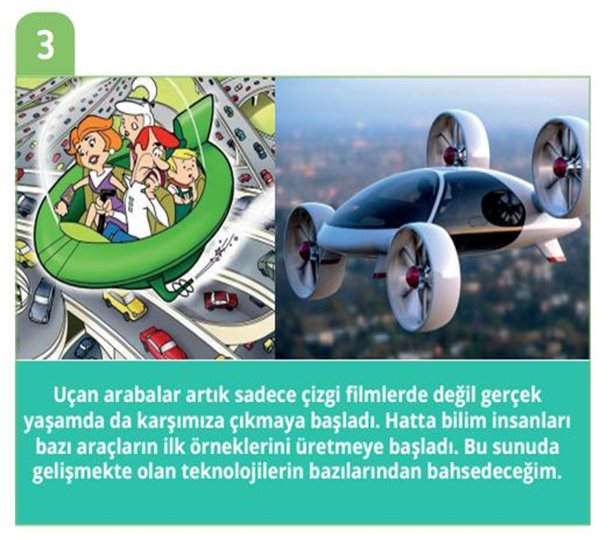 3
Uçan arabalar artık sadece çizgi filmlerde değil gerçek
yaşamda da karşımıza çıkmaya başladı. Hatta bilim insanları
bazı araçların ilk örneklerini üretmeye başladı. Bu sunuda
gelişmekte olan teknolojilerin bazılarından bahsedeceğim.